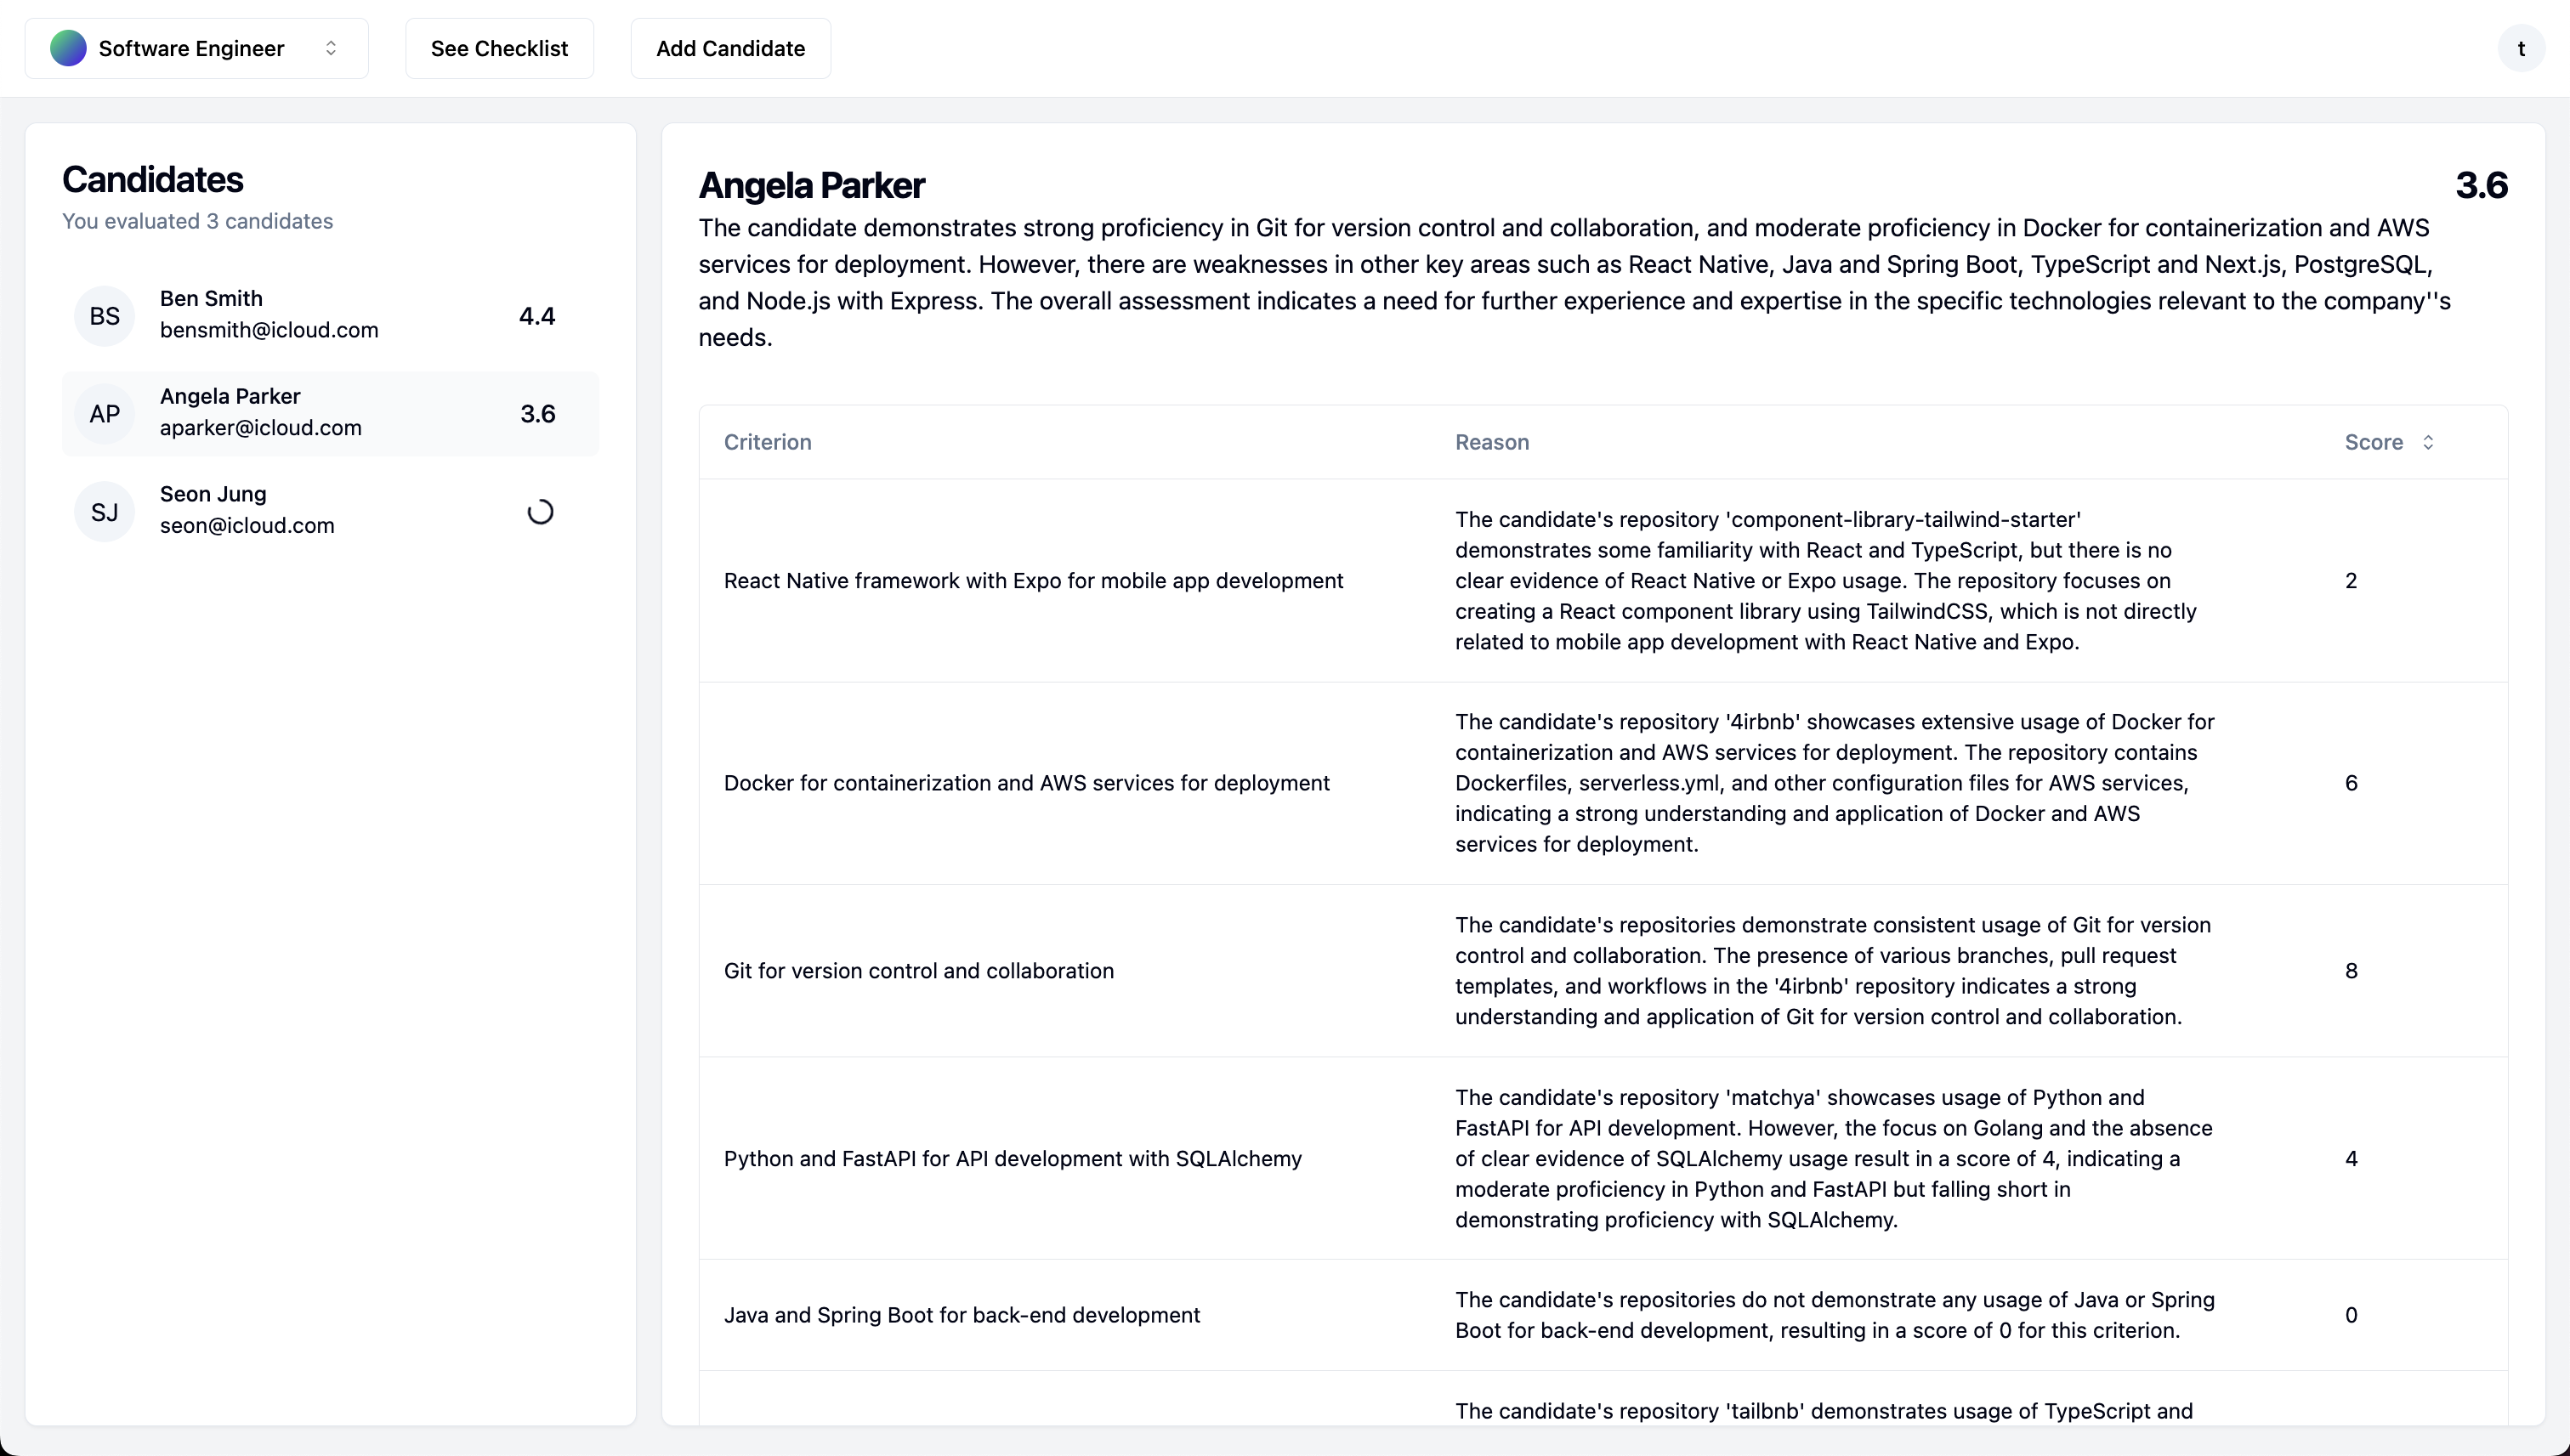 Software Engineer
See Checklist
Add Candidate
t
Candidates
You evaluated 3 candidates
BS
Ben Smith
bensmith@icloud.com
4.4
AP
Angela Parker
aparker@icloud.com
3.6
SJ
Seon Jung
seon@icloud.com
Angela Parker
3.6
The candidate demonstrates strong proficiency in Git for version control and collaboration, and moderate proficiency in Docker for containerization and AWS
services for deployment. However, there are weaknesses in other key areas such as React Native, Java and Spring Boot, TypeScript and Next.js, PostgreSQL,
and Node.js with Express. The overall assessment indicates a need for further experience and expertise in the specific technologies relevant to the company''s
needs.
Criterion
Reason
Score
React Native framework with Expo for mobile app development
The candidate's repository 'component-library-tailwind-starter'
demonstrates some familiarity with React and TypeScript, but there is no
clear evidence of React Native or Expo usage. The repository focuses on
creating a React component library using TailwindCSS, which is not directly
related to mobile app development with React Native and Expo.
2
Docker for containerization and AWS services for deployment
The candidate's repository '4irbnb' showcases extensive usage of Docker for
containerization and AWS services for deployment. The repository contains
Dockerfiles, serverless.yml, and other configuration files for AWS services,
indicating a strong understanding and application of Docker and AWS
services for deployment.
6
Git for version control and collaboration
The candidate's repositories demonstrate consistent usage of Git for version
control and collaboration. The presence of various branches, pull request
templates, and workflows in the '4irbnb' repository indicates a strong
understanding and application of Git for version control and collaboration.
8
Python and FastAPI for API development with SQLAlchemy
The candidate's repository 'matchya' showcases usage of Python and
FastAPI for API development. However, the focus on Golang and the absence
of clear evidence of SQLAlchemy usage result in a score of 4, indicating a
moderate proficiency in Python and FastAPI but falling short in
demonstrating proficiency with SQLAlchemy.
4
Java and Spring Boot for back-end development
The candidate's repositories do not demonstrate any usage of Java or Spring
Boot for back-end development, resulting in a score of 0 for this criterion.
0
The candidate's repository 'tailbnb' demonstrates usage of TypeScript and